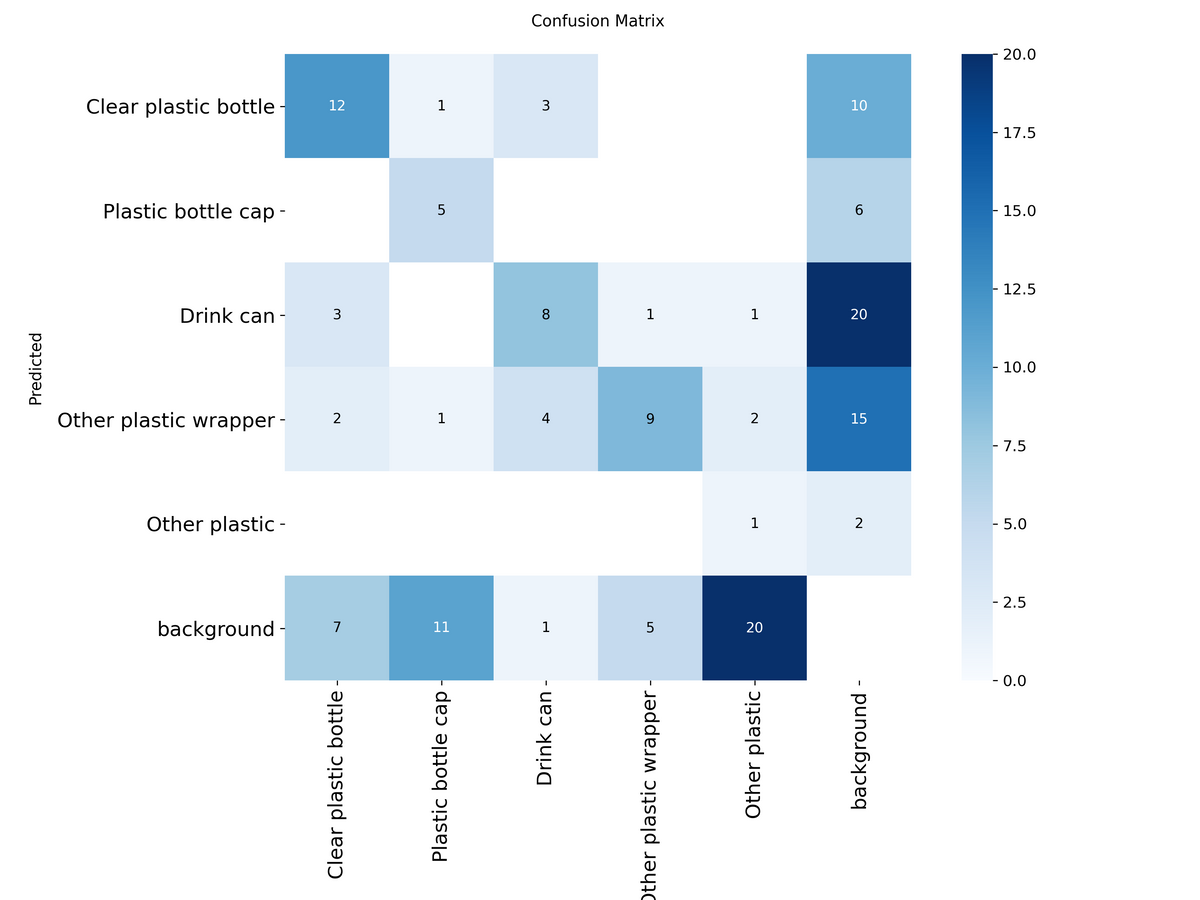 Confusion Matrix
Clear plastic bottle
12 1 3 10
Plastic bottle cap
5 6
Drink can
3 8 1 1 20
Other plastic wrapper
2 1 4 9 2 15
Other plastic
1 2
background
7 11 1 5 20
Predicted
Clear plastic bottle
Plastic bottle cap
Drink can
Other plastic wrapper
Other plastic
background
20.0
17.5
15.0
12.5
10.0
7.5
5.0
2.5
0.0